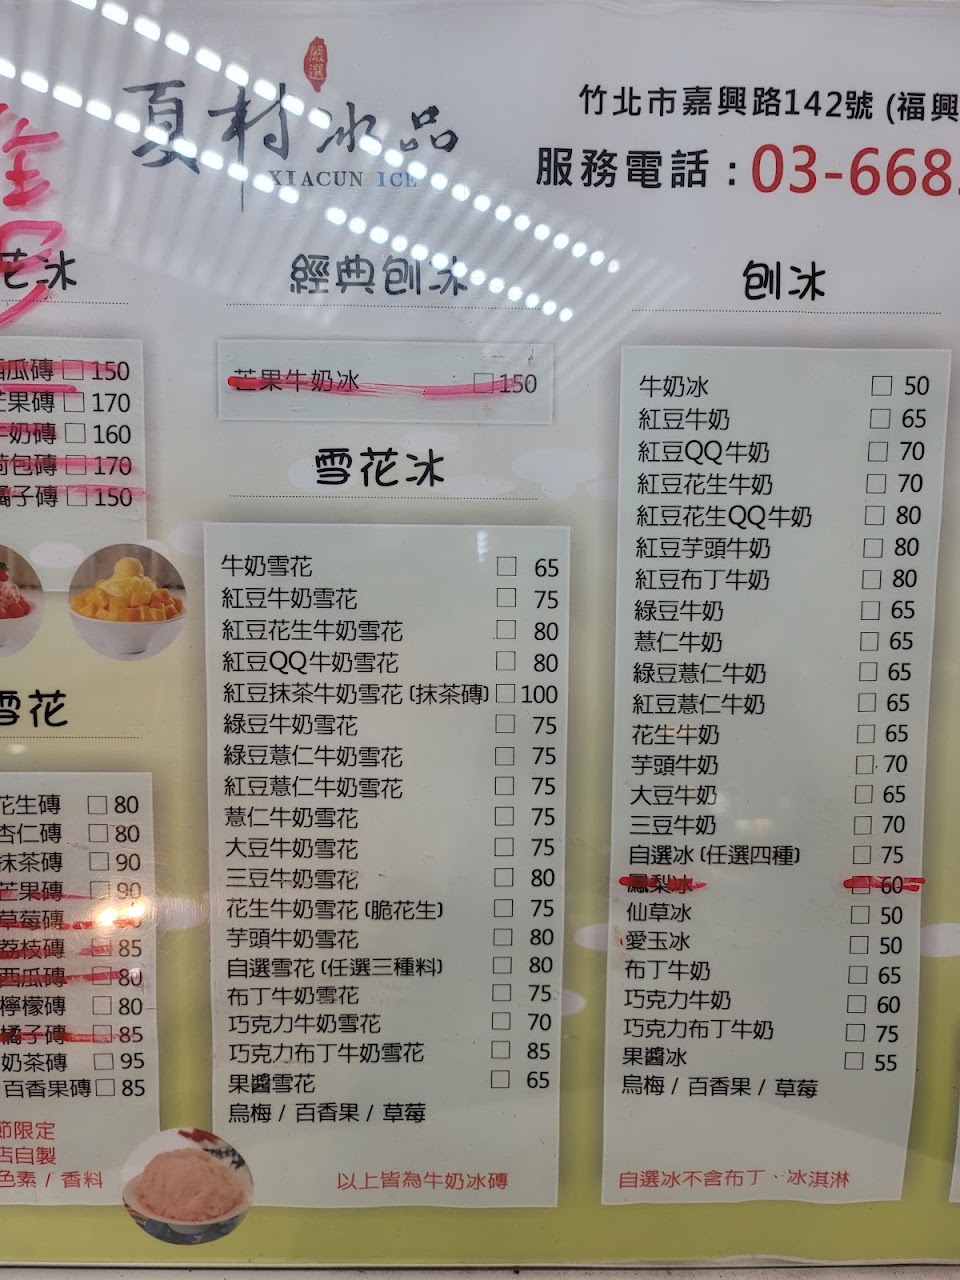 嚴選
夏村冰品
XIACUN ICE
竹北市嘉興路142號 (福興
服務電話：03-668
花冰
西瓜磚 □ 150
芒果磚 □ 170
牛奶磚 □ 160
荷包磚 □ 170
橘子磚 □ 150
雪花
花生磚 □ 80
杏仁磚 □ 80
抹茶磚 □ 90
芒果磚 □ 90
草莓磚
荔枝磚 □ 85
西瓜磚 □ 80
檸檬磚 □ 80
橘子磚 □ 85
奶茶磚 □ 95
百香果磚 □ 85
節限定
店自製
色素 / 香料
經典刨冰
芒果牛奶冰 □ 150
雪花冰
牛奶雪花 □ 65
紅豆牛奶雪花 □ 75
紅豆花生牛奶雪花 □ 80
紅豆QQ牛奶雪花 □ 80
紅豆抹茶牛奶雪花 (抹茶磚) □ 100
綠豆牛奶雪花 □ 75
綠豆薏仁牛奶雪花 □ 75
紅豆薏仁牛奶雪花 □ 75
薏仁牛奶雪花 □ 75
大豆牛奶雪花 □ 75
三豆牛奶雪花 □ 80
花生牛奶雪花 (脆花生) □ 75
芋頭牛奶雪花 □ 80
自選雪花 (任選三種料) □ 80
布丁牛奶雪花 □ 75
巧克力牛奶雪花 □ 70
巧克力布丁牛奶雪花 □ 85
果醬雪花 □ 65
烏梅 / 百香果 / 草莓
以上皆為牛奶冰磚
刨冰
牛奶冰 □ 50
紅豆牛奶 □ 65
紅豆QQ牛奶 □ 70
紅豆花生牛奶 □ 70
紅豆花生QQ牛奶 □ 80
紅豆芋頭牛奶 □ 80
紅豆布丁牛奶 □ 80
綠豆牛奶 □ 65
薏仁牛奶 □ 65
綠豆薏仁牛奶 □ 65
紅豆薏仁牛奶 □ 65
花生牛奶 □ 65
芋頭牛奶 □ 70
大豆牛奶 □ 65
三豆牛奶 □ 70
自選冰 (任選四種) □ 75
鳳梨冰 □ 60
仙草冰 □ 50
愛玉冰 □ 50
布丁牛奶 □ 65
巧克力牛奶 □ 60
巧克力布丁牛奶 □ 75
果醬冰 □ 55
烏梅 / 百香果 / 草莓
自選冰不含布丁、冰淇淋